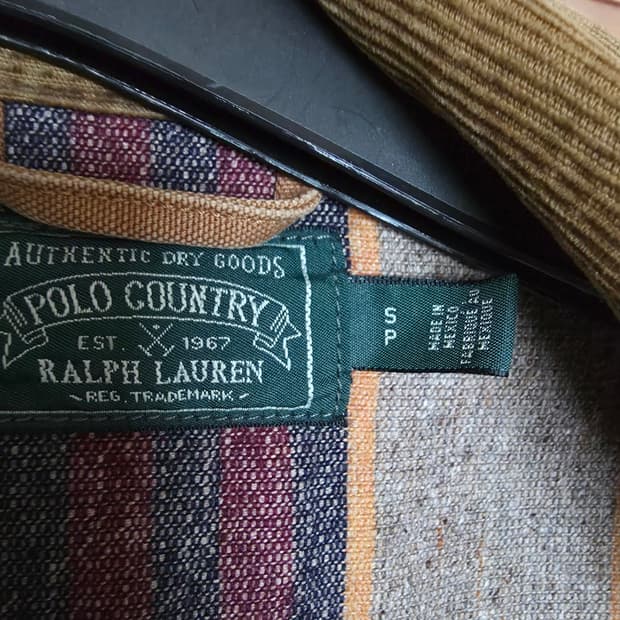 AUTHENTIC DRY GOODS
POLO COUNTRY
EST. 1967
RALPH LAUREN
- REG. TRADEMARK -
S
P
MADE IN
MEXICO
FABRIQUÉ AU
MEXIQUE